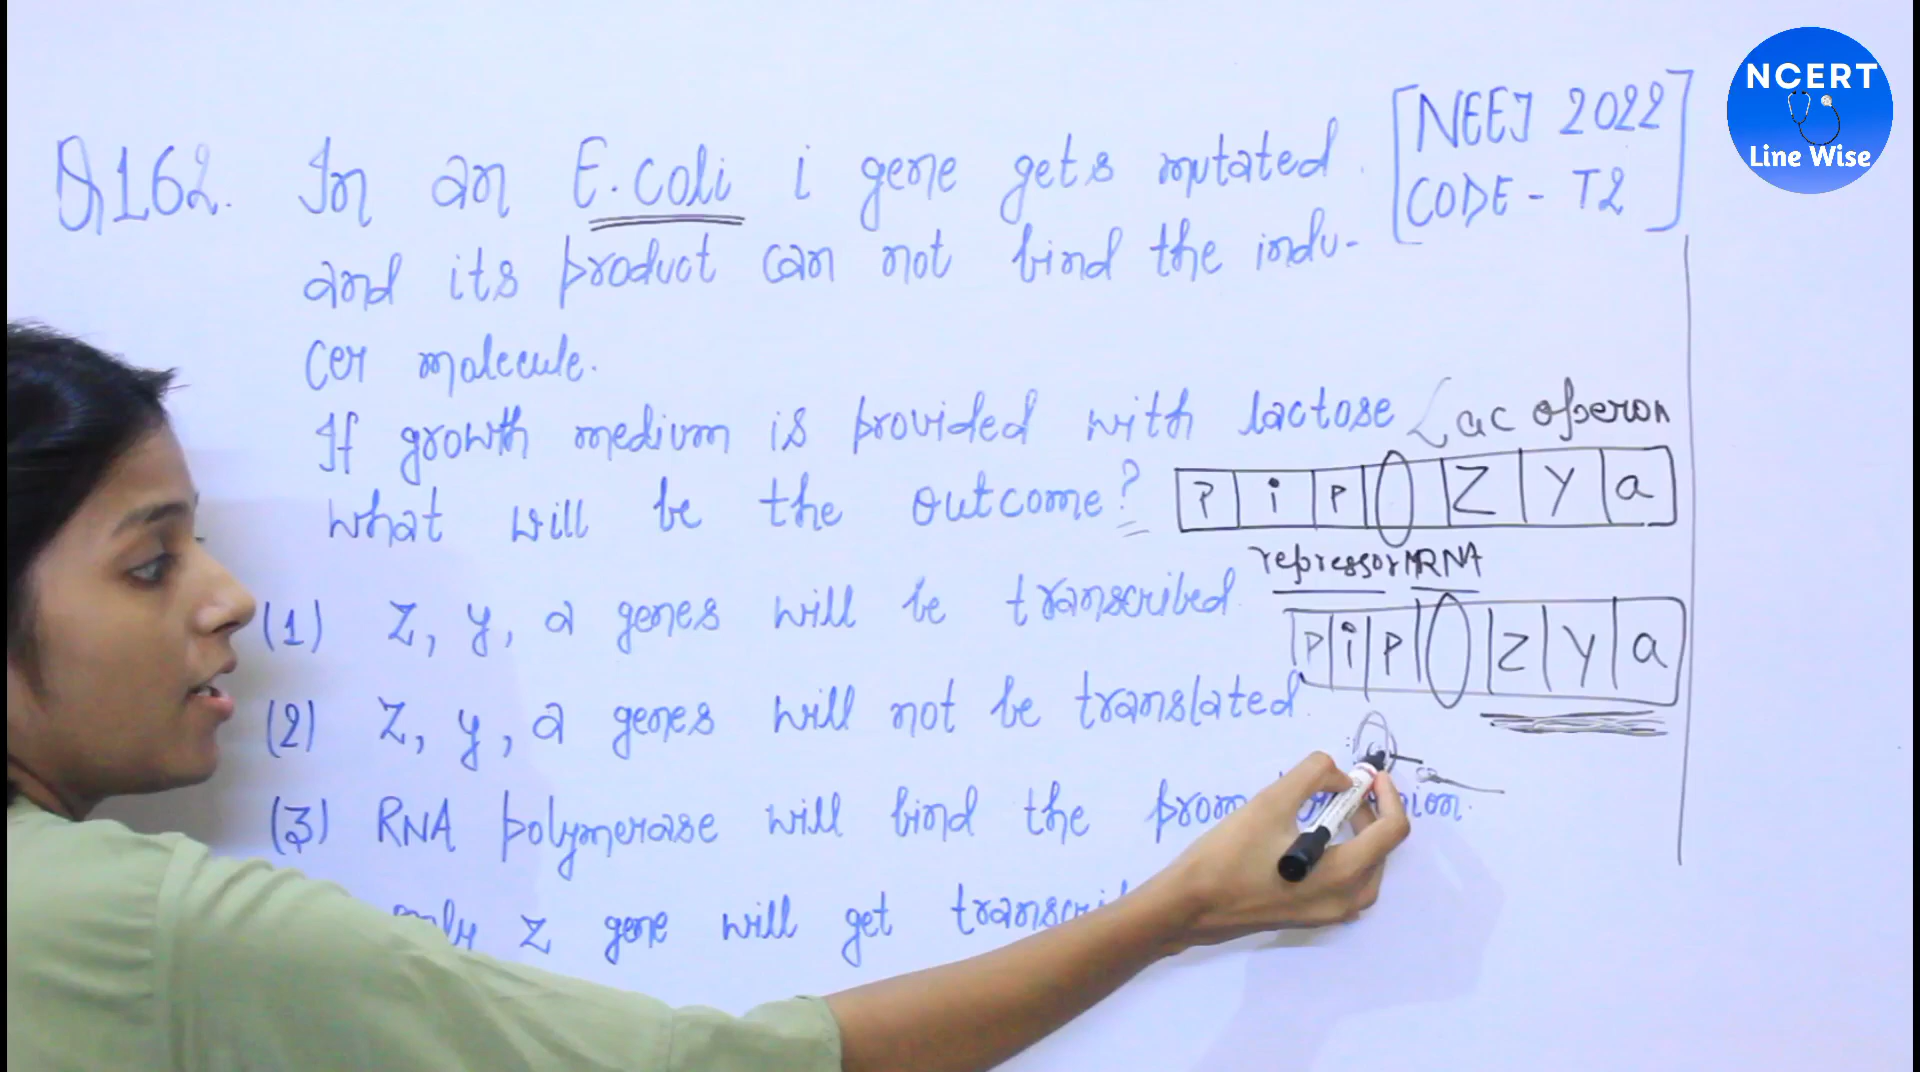 Q162. In an E.coli i gene gets mutated.
[NEET 2022
CODE - T2]
and its product can not bind the indu-
cer molecule.
If growth medium is provided with lactose
what will be the outcome?
(1) Z, y, a genes will be transcribed
(2) Z, y, a genes will not be translated.
(3) RNA polymerase will bind the
only z gene will get
Lac operon
P i P O Z Y a
repressor mRNA
P i P O Z Y a
NCERT
Line Wise